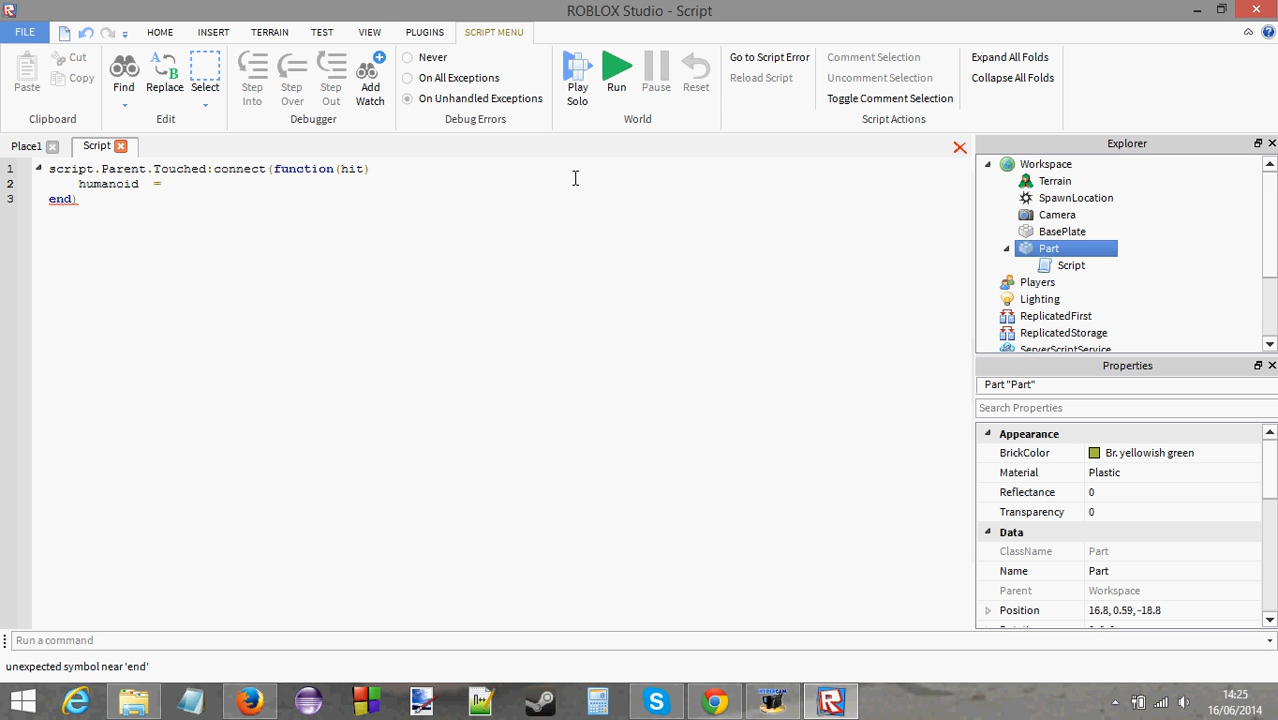 ROBLOX Studio - Script
FILE HOME INSERT TERRAIN TEST VIEW PLUGINS SCRIPT MENU
Paste Cut Copy
Clipboard
Find Replace Select
Edit
Step Into Step Over Step Out Add Watch
Debugger
Never
On All Exceptions
On Unhandled Exceptions
Debug Errors
Play Solo Run Pause Reset
World
Go to Script Error
Reload Script
Comment Selection
Uncomment Selection
Toggle Comment Selection
Expand All Folds
Collapse All Folds
Script Actions
Place1 Script
1 script.Parent.Touched:connect(function(hit)
2 humanoid =
3 end)
Explorer
Workspace
Terrain
SpawnLocation
Camera
BasePlate
Part
Script
Players
Lighting
ReplicatedFirst
ReplicatedStorage
ServerScriptService
Properties
Part "Part"
Search Properties
Appearance
BrickColor Br. yellowish green
Material Plastic
Reflectance 0
Transparency 0
Data
ClassName Part
Name Part
Parent Workspace
Position 16.8, 0.59, -18.8
Run a command
unexpected symbol near 'end'
HYPERCAM
14:25
16/06/2014